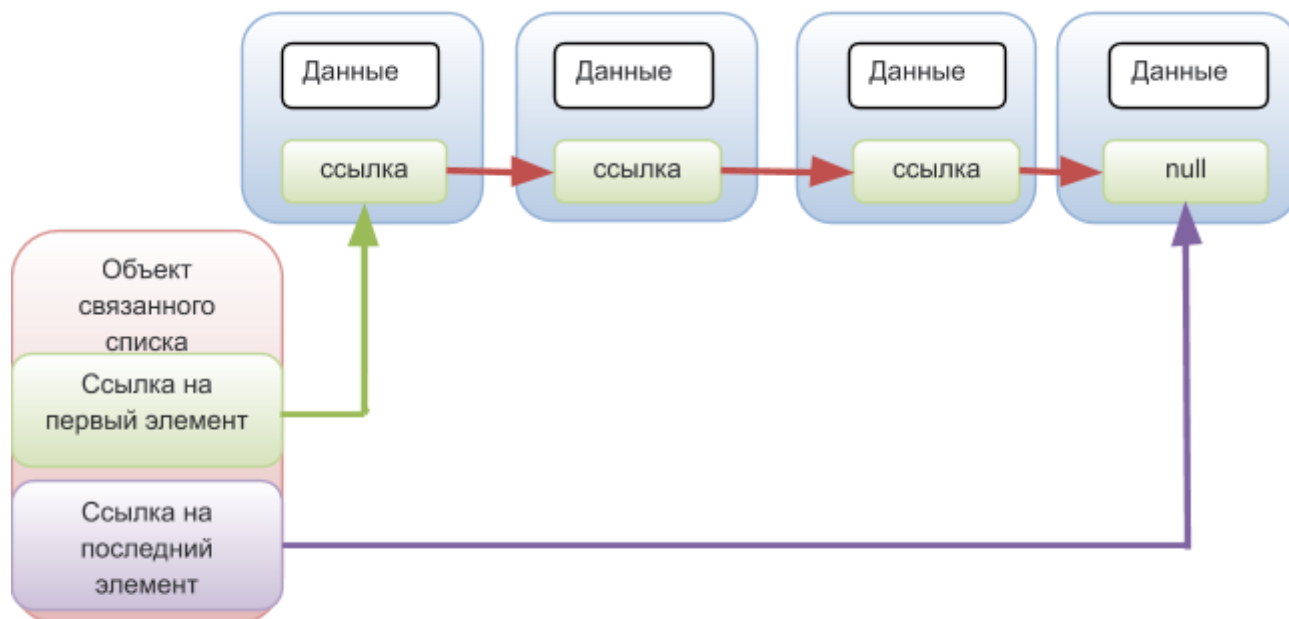 Данные
Данные
Данные
Данные
ссылка
ссылка
ссылка
null
Объект
связанного
списка
Ссылка на
первый элемент
Ссылка на
последний
элемент